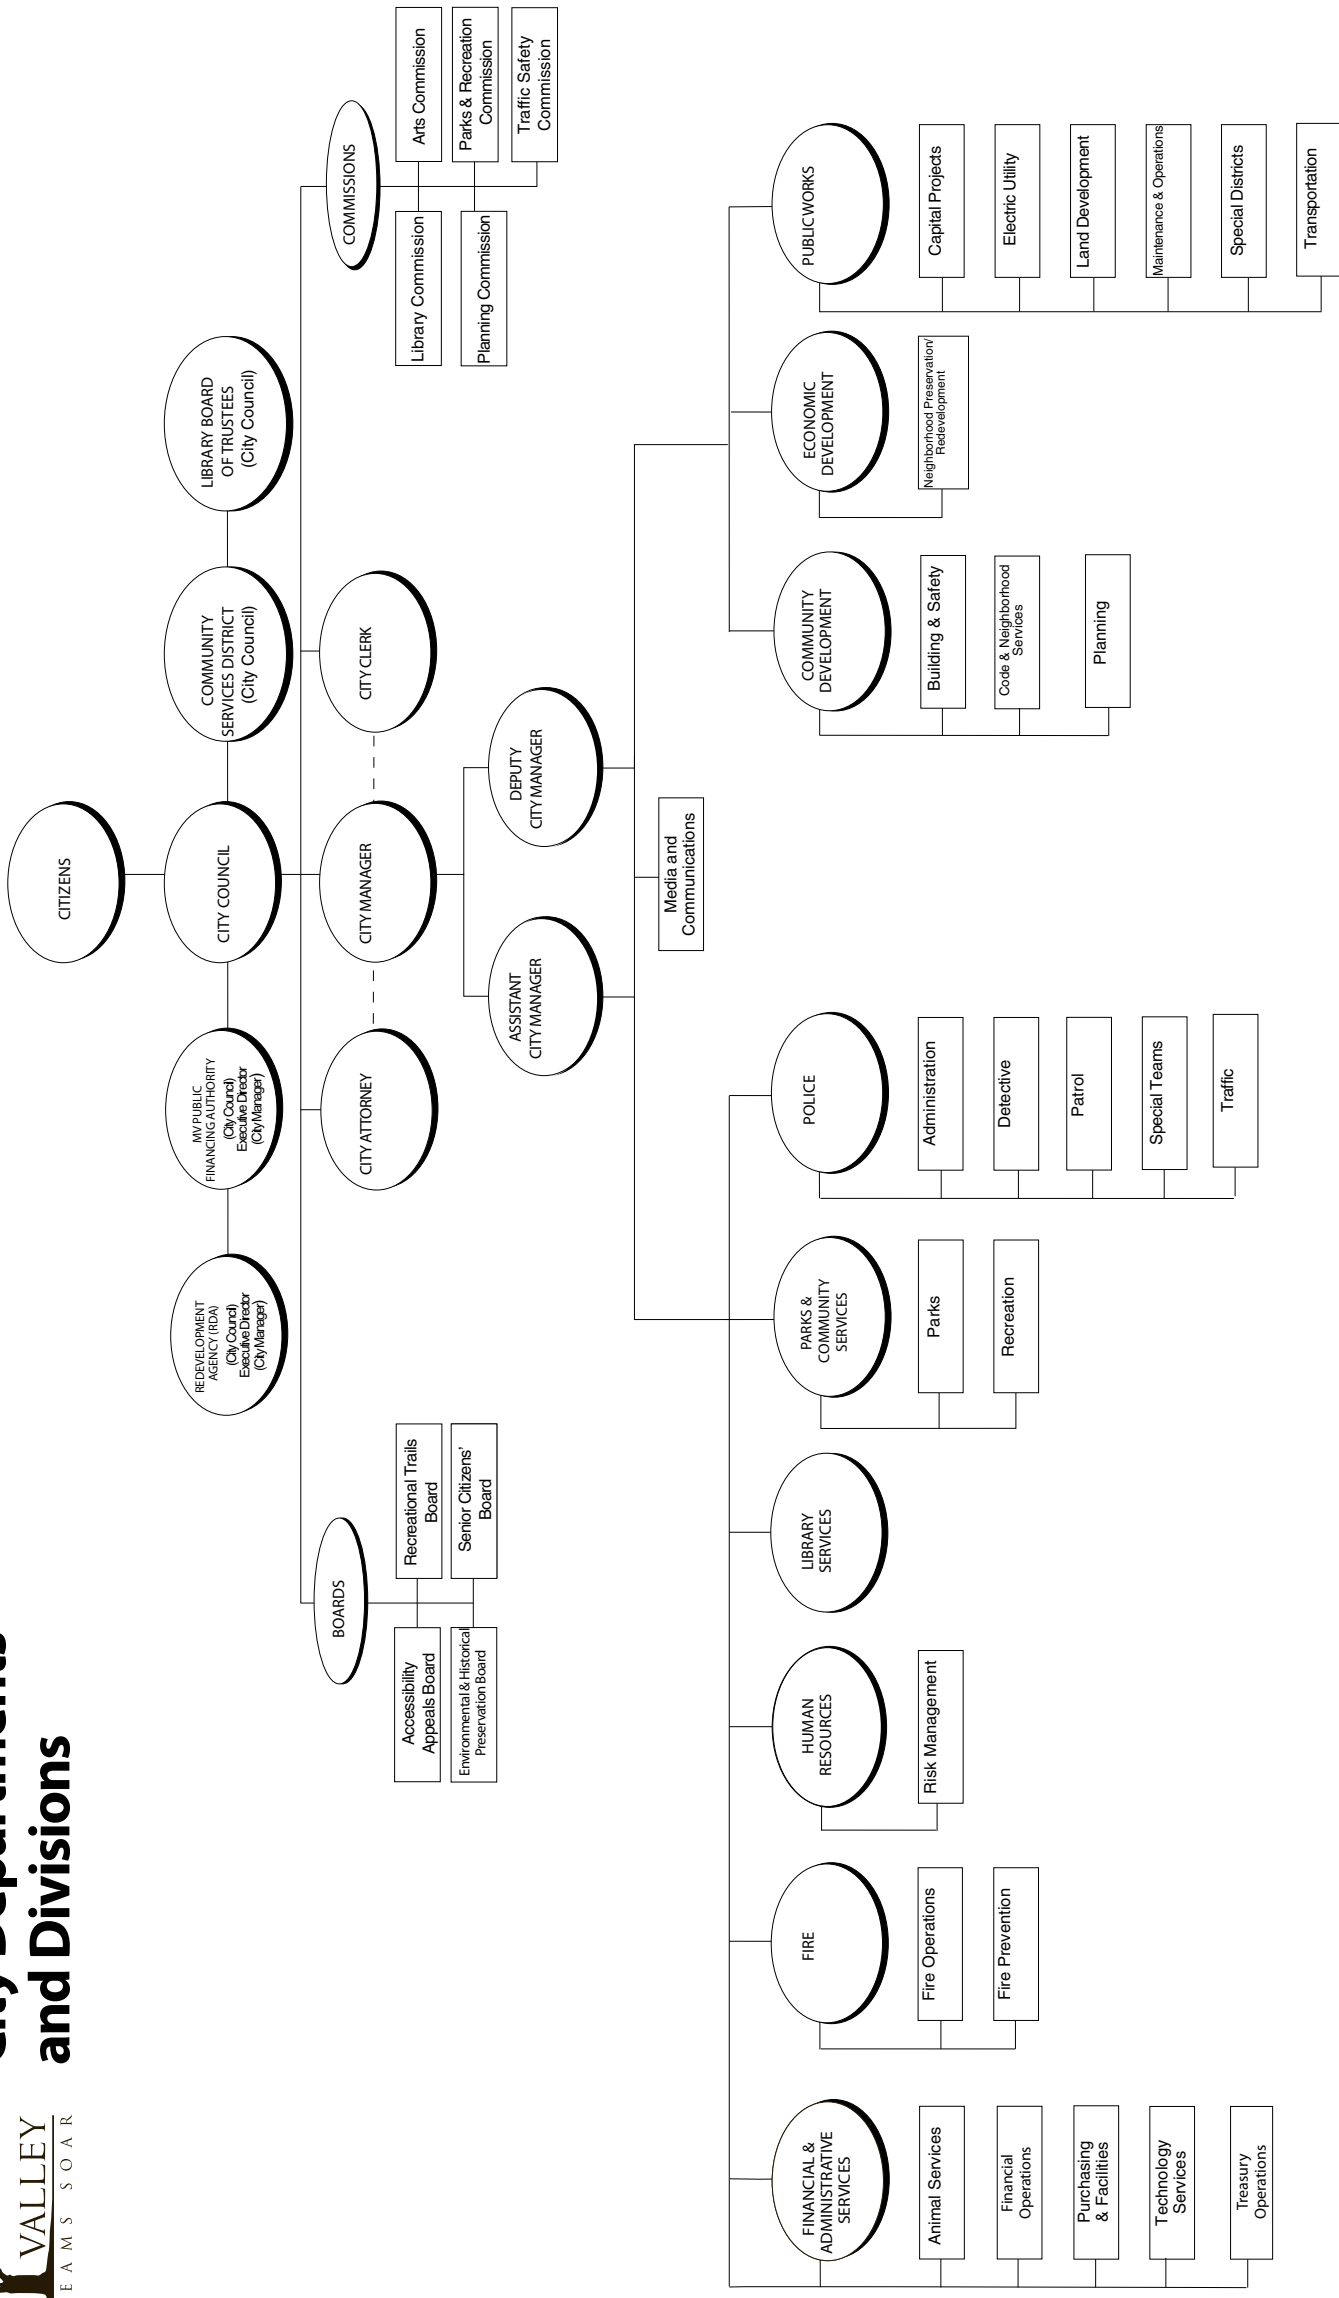 VALLEY
EAMS SOAR
and Divisions
CITIZENS
REDEVELOPMENT
AGENCY (RDA)
(City Council)
Executive Director
(City Manager)
MV PUBLIC
FINANCING AUTHORITY
(City Council)
Executive Director
(City Manager)
CITY COUNCIL
COMMUNITY
SERVICES DISTRICT
(City Council)
LIBRARY BOARD
OF TRUSTEES
(City Council)
BOARDS
Accessibility
Appeals Board
Recreational Trails
Board
Environmental & Historical
Preservation Board
Senior Citizens'
Board
CITY ATTORNEY
CITY MANAGER
CITY CLERK
COMMISSIONS
Library Commission
Arts Commission
Planning Commission
Parks & Recreation
Commission
Traffic Safety
Commission
ASSISTANT
CITY MANAGER
DEPUTY
CITY MANAGER
Media and
Communications
FINANCIAL &
ADMINISTRATIVE
SERVICES
Animal Services
Financial
Operations
Purchasing
& Facilities
Technology
Services
Treasury
Operations
FIRE
Fire Operations
Fire Prevention
HUMAN
RESOURCES
Risk Management
LIBRARY
SERVICES
PARKS &
COMMUNITY
SERVICES
Parks
Recreation
POLICE
Administration
Detective
Patrol
Special Teams
Traffic
COMMUNITY
DEVELOPMENT
Building & Safety
Code & Neighborhood
Services
Planning
ECONOMIC
DEVELOPMENT
Neighborhood Preservation/
Redevelopment
PUBLIC WORKS
Capital Projects
Electric Utility
Land Development
Maintenance & Operations
Special Districts
Transportation